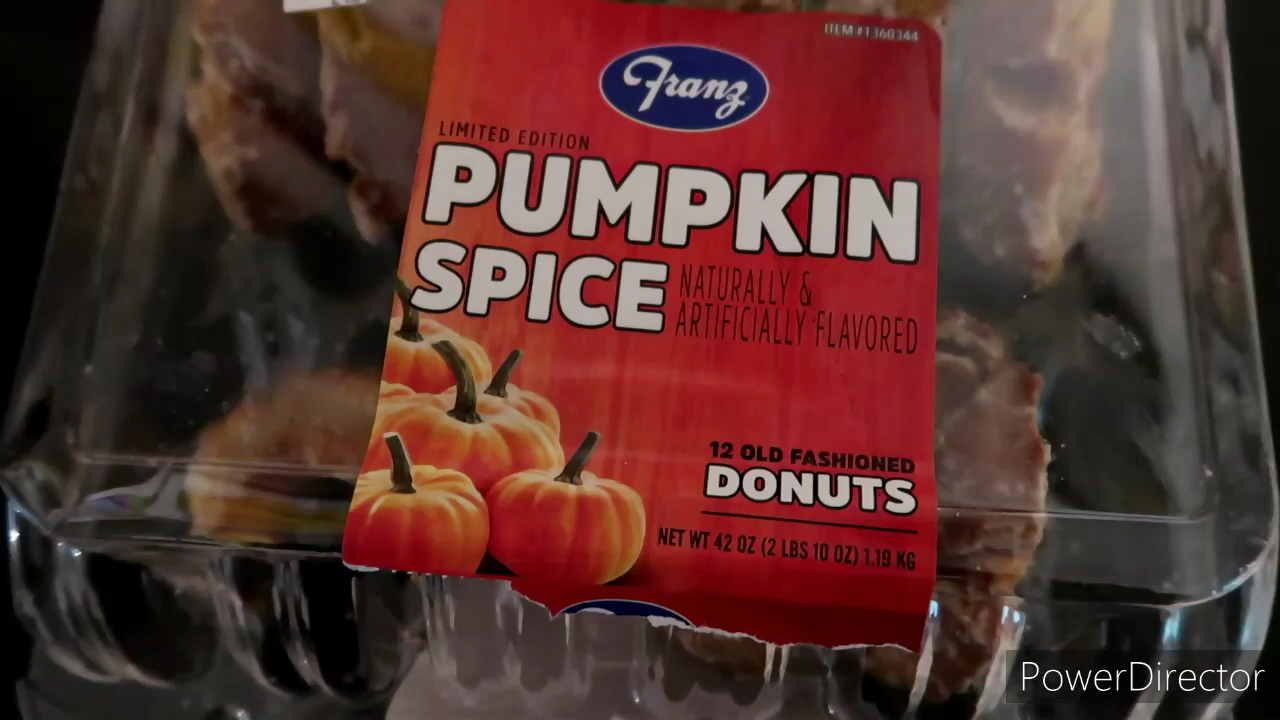 ITEM #1360344
Franz
LIMITED EDITION
PUMPKIN
SPICE
NATURALLY &
ARTIFICIALLY FLAVORED
12 OLD FASHIONED
DONUTS
NET WT 42 OZ (2 LBS 10 OZ) 1.19 KG
PowerDirector